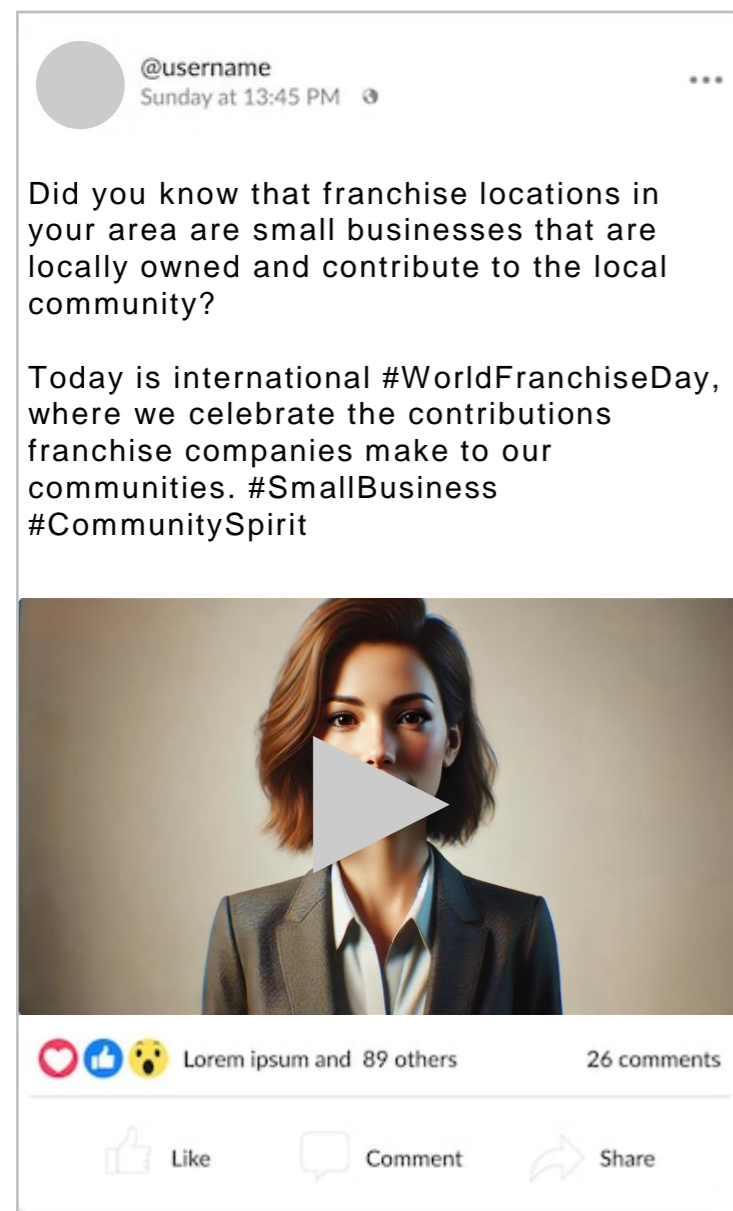 @username
Sunday at 13:45 PM
Did you know that franchise locations in
your area are small businesses that are
locally owned and contribute to the local
community?
Today is international #WorldFranchiseDay,
where we celebrate the contributions
franchise companies make to our
communities. #SmallBusiness
#CommunitySpirit
Lorem ipsum and 89 others
26 comments
Like
Comment
Share